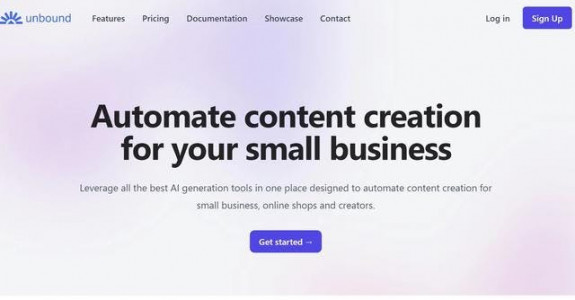 unbound Features Pricing Documentation Showcase Contact Log in Sign Up
Automate content creation
for your small business
Leverage all the best AI generation tools in one place designed to automate content creation for
small business, online shops and creators.
Get started →